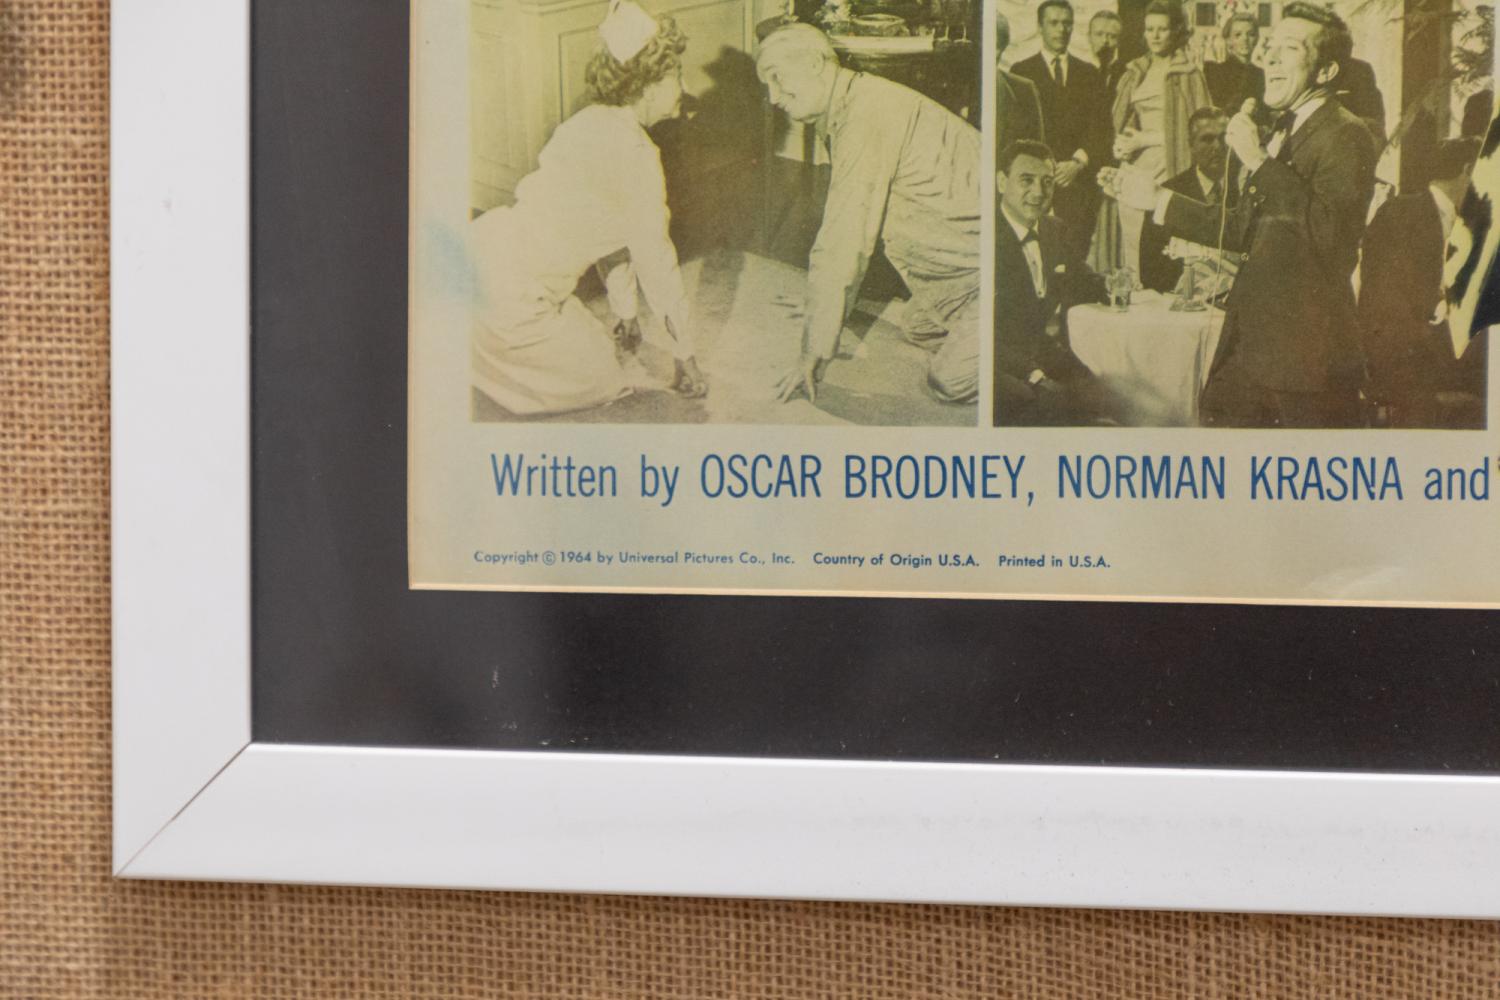 Written by OSCAR BRODNEY, NORMAN KRASNA and
Copyright © 1964 by Universal Pictures Co., Inc. Country of Origin U.S.A. Printed in U.S.A.